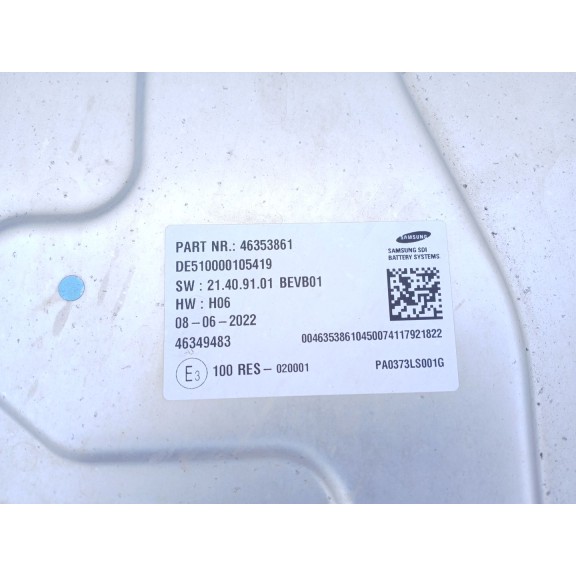 PART NR.: 46353861
DE510000105419
SW : 21.40.91.01 BEVB01
HW : H06
08-06-2022
46349483
E3 100 RES-020001
SAMSUNG
SAMSUNG SDI
BATTERY SYSTEMS
00463538610450074117921822
PA0373LS001G